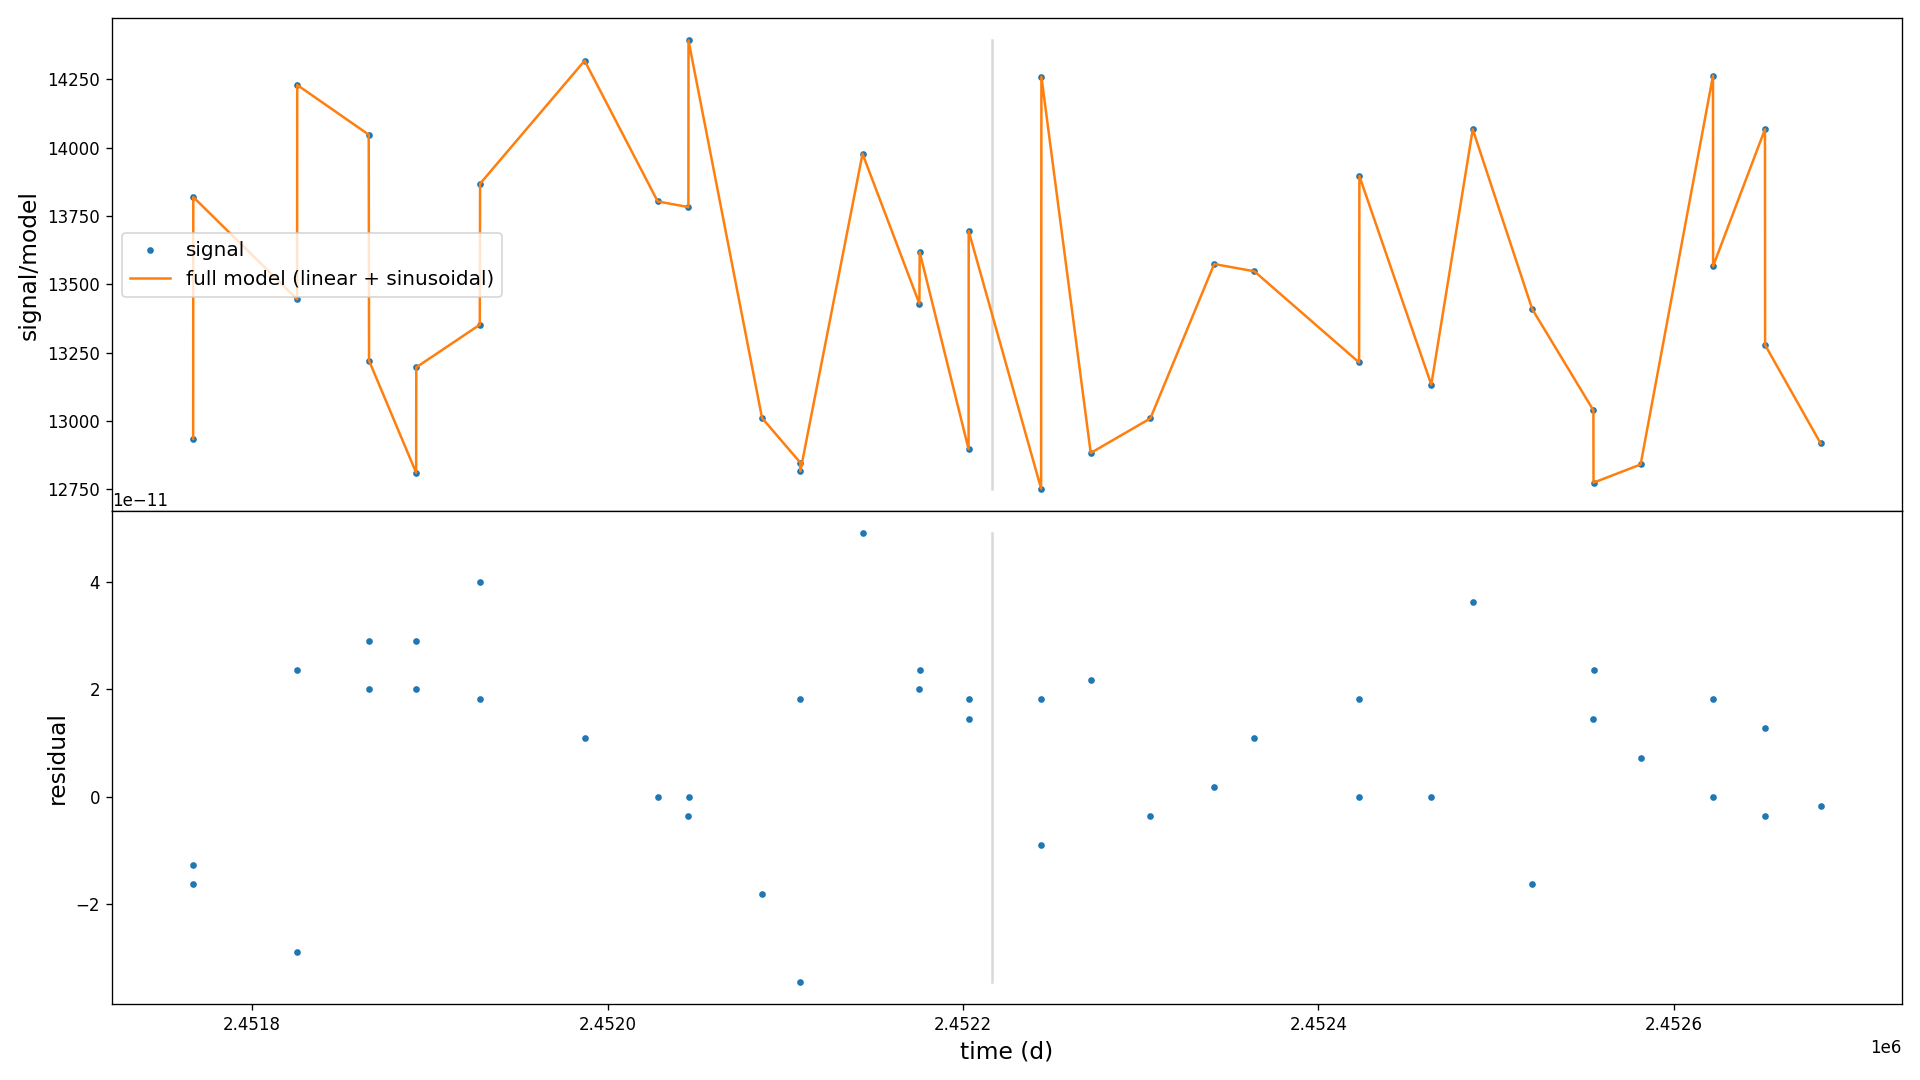 14250
14000
13750
13500
13250
13000
12750
signal/model
signal
full model (linear + sinusoidal)
1e−11
4
2
0
−2
residual
2.4518
2.4520
2.4522
2.4524
2.4526
time (d)
1e6